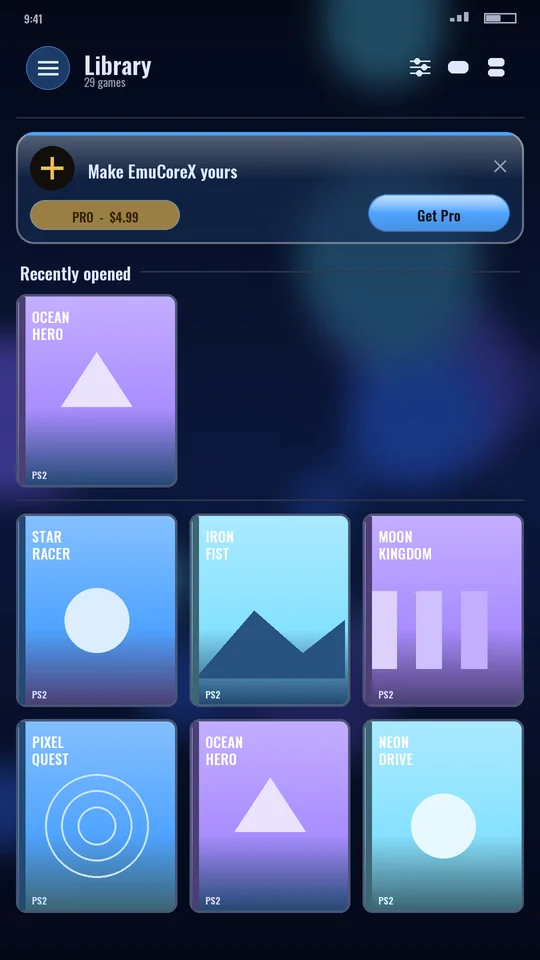 9:41
Library
29 games
Make EmuCoreX yours
PRO - $4.99
Get Pro
Recently opened
OCEAN
HERO
PS2
STAR
RACER
PS2
IRON
FIST
PS2
MOON
KINGDOM
PS2
PIXEL
QUEST
PS2
OCEAN
HERO
PS2
NEON
DRIVE
PS2